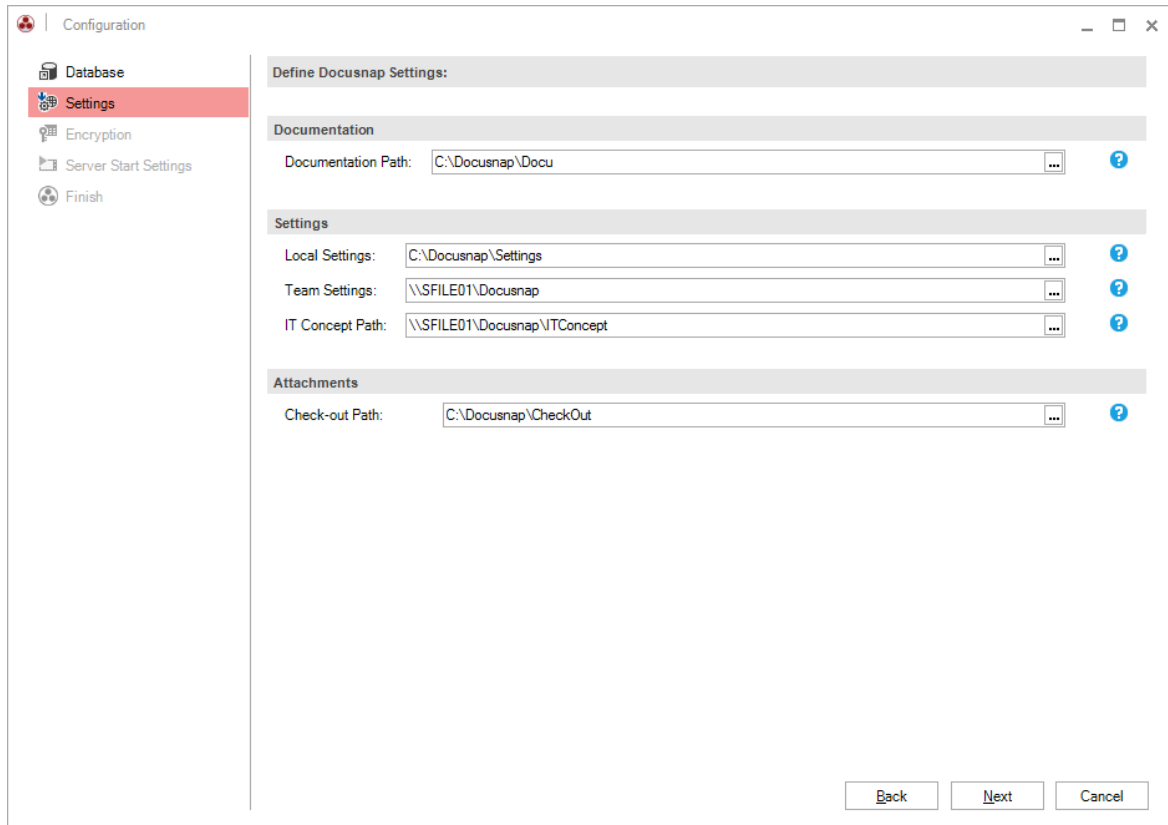 Configuration
Database
Settings
Encryption
Server Start Settings
Finish
Define Docusnap Settings:
Documentation
Documentation Path: C:\Docusnap\Docu ...
Settings
Local Settings: C:\Docusnap\Settings ...
Team Settings: \\SFILE01\Docusnap ...
IT Concept Path: \\SFILE01\Docusnap\ITConcept ...
Attachments
Check-out Path: C:\Docusnap\CheckOut ...
Back Next Cancel